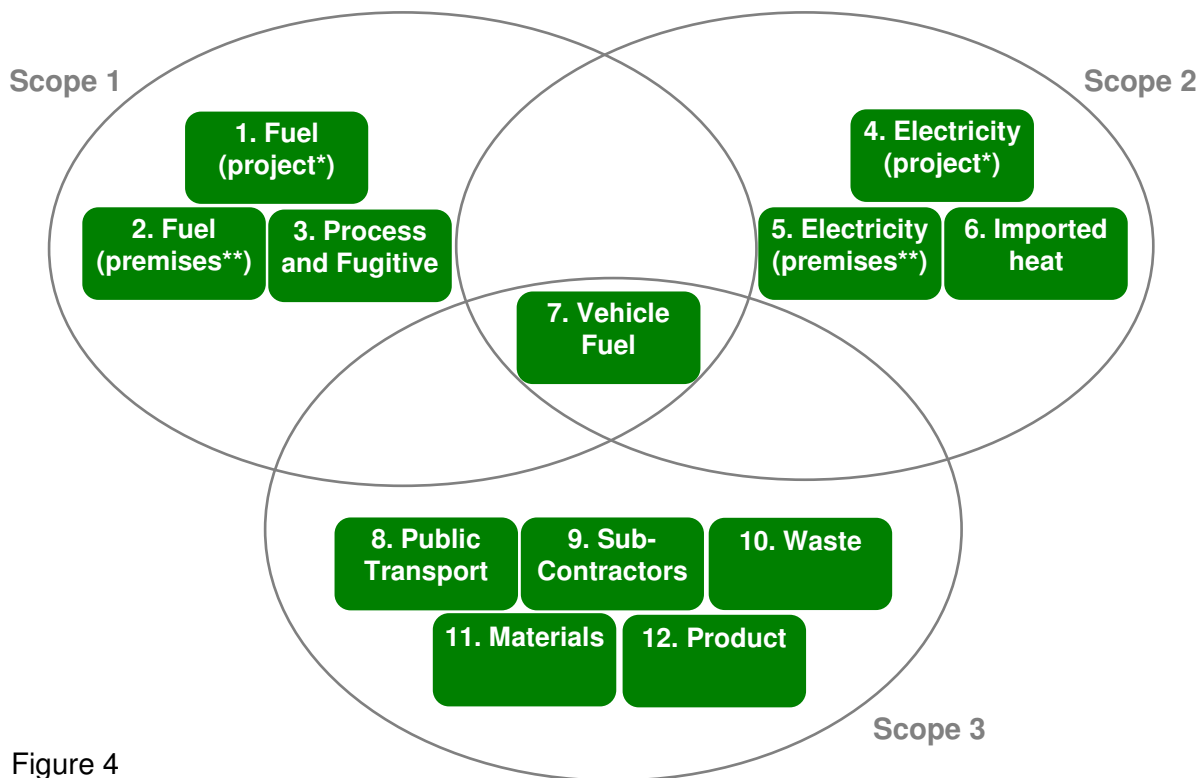 Scope 1
Scope 2
1. Fuel
(project*)
4. Electricity
(project*)
2. Fuel
(premises**)
3. Process
and Fugitive
5. Electricity
(premises**)
6. Imported
heat
7. Vehicle
Fuel
8. Public
Transport
9. Sub-
Contractors
10. Waste
11. Materials
12. Product
Scope 3
Figure 4